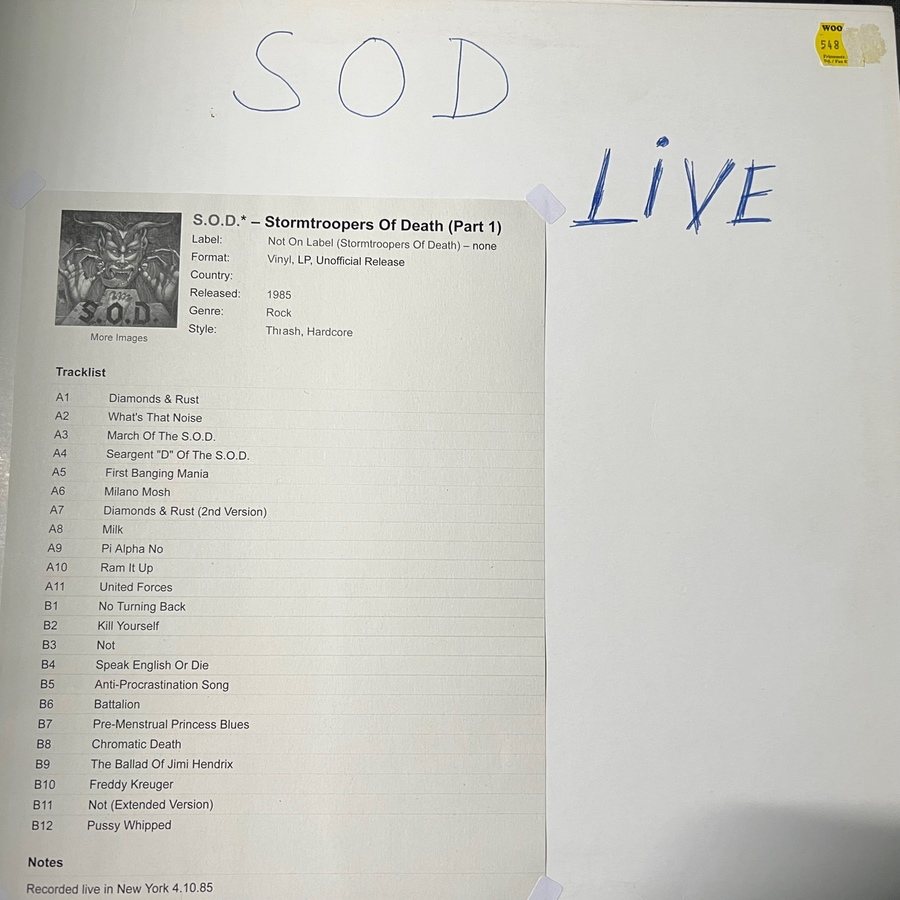 SOD
LiVE
WOO
548
S.O.D.* – Stormtroopers Of Death (Part 1)
Label: Not On Label (Stormtroopers Of Death) – none
Format: Vinyl, LP, Unofficial Release
Country:
Released: 1985
Genre: Rock
Style: Thrash, Hardcore
S.O.D.
More Images
Tracklist
A1 Diamonds & Rust
A2 What's That Noise
A3 March Of The S.O.D.
A4 Seargent "D" Of The S.O.D.
A5 First Banging Mania
A6 Milano Mosh
A7 Diamonds & Rust (2nd Version)
A8 Milk
A9 Pi Alpha No
A10 Ram It Up
A11 United Forces
B1 No Turning Back
B2 Kill Yourself
B3 Not
B4 Speak English Or Die
B5 Anti-Procrastination Song
B6 Battalion
B7 Pre-Menstrual Princess Blues
B8 Chromatic Death
B9 The Ballad Of Jimi Hendrix
B10 Freddy Kreuger
B11 Not (Extended Version)
B12 Pussy Whipped
Notes
Recorded live in New York 4.10.85